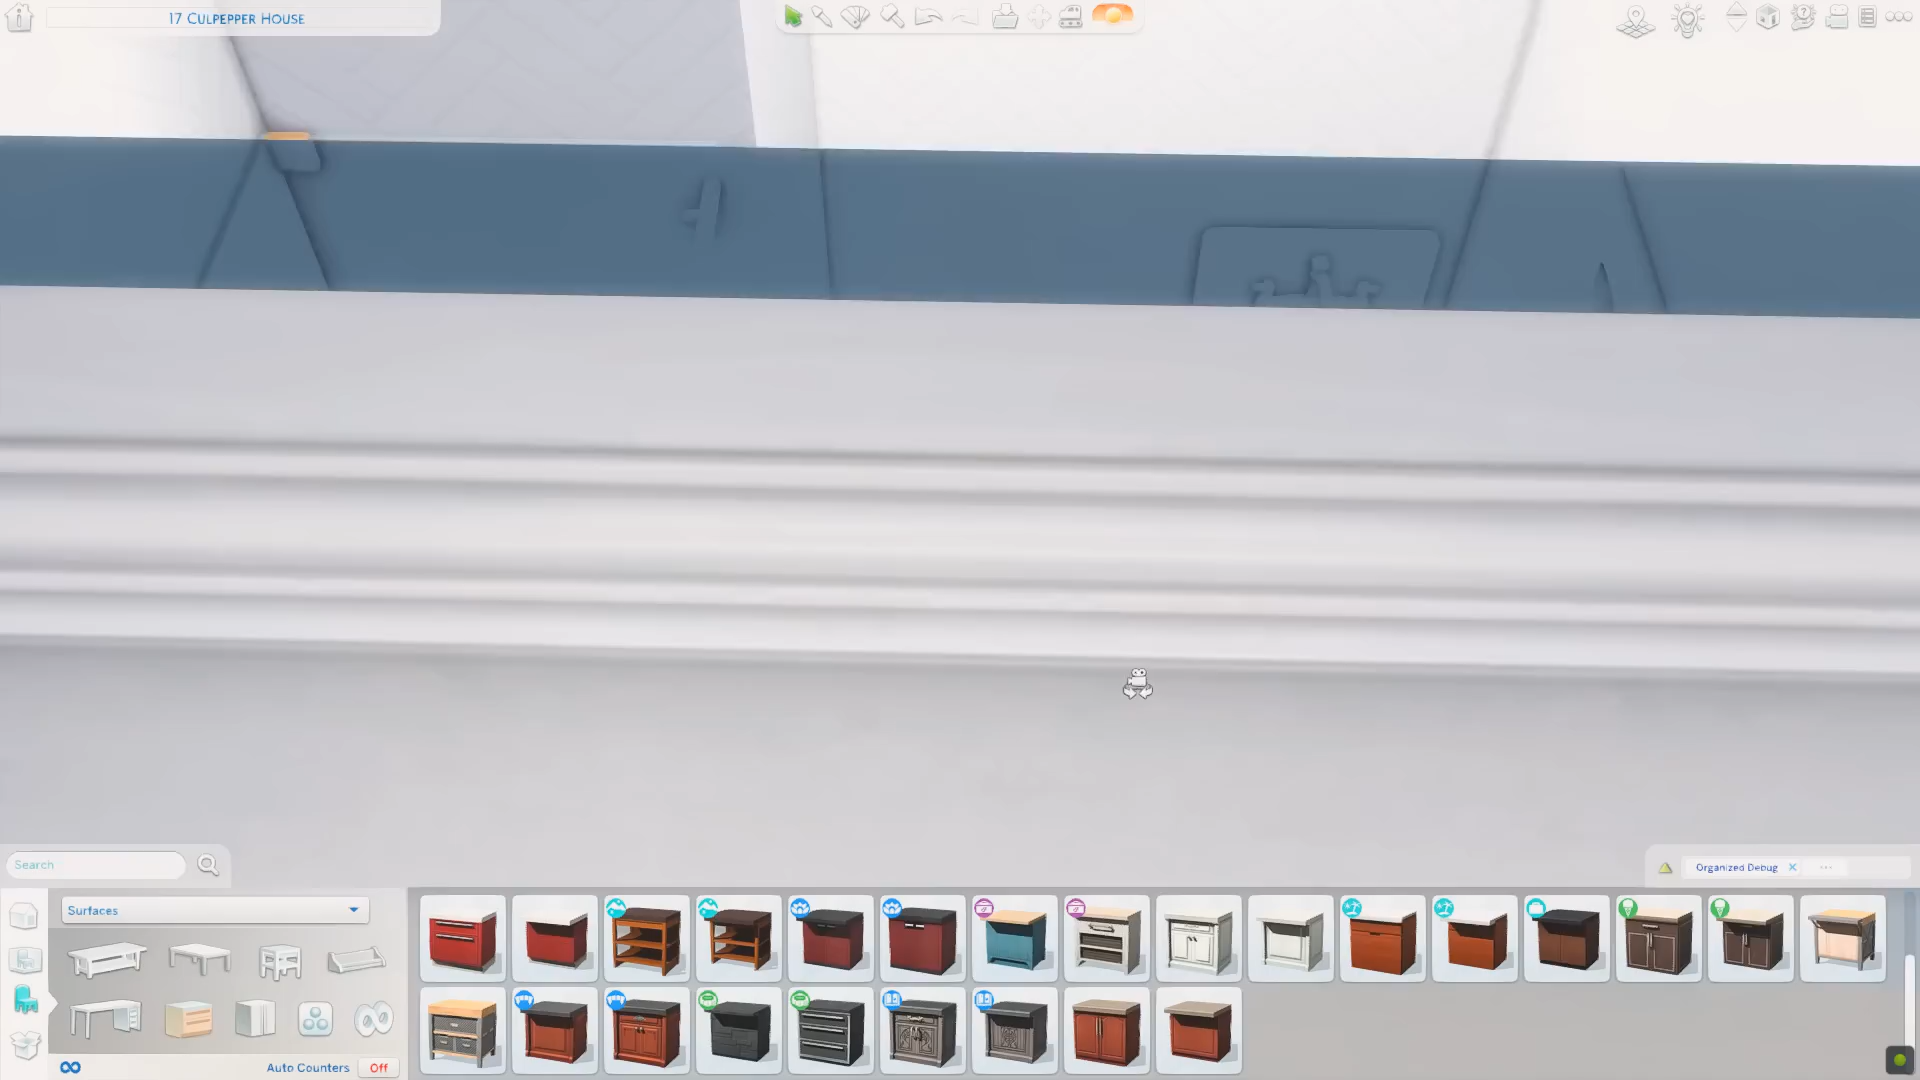 17 CULPEPPER HOUSE
Search
Organized Debug
Surfaces
Auto Counters
Off